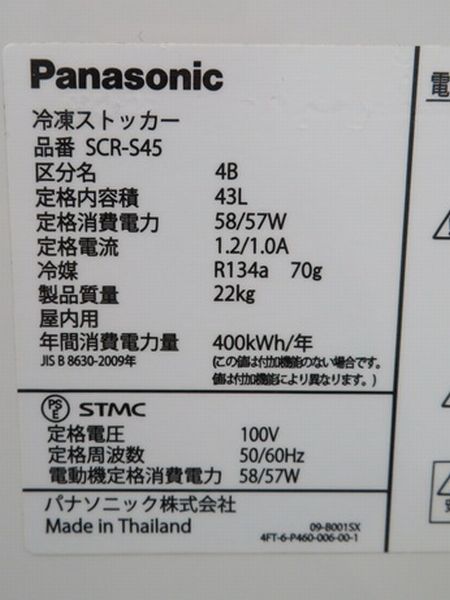 Panasonic
冷凍ストッカー
品番 SCR-S45
区分名 4B
定格内容積 43L
定格消費電力 58/57W
定格電流 1.2/1.0A
冷媒 R134a 70g
製品質量 22kg
屋内用
年間消費電力量 400kWh/年
JIS B 8630-2009年 (この値は付加機能のない場合です。
値は付加機能により異なります。)
PS E STMC
定格電圧 100V
定格周波数 50/60Hz
電動機定格消費電力 58/57W
パナソニック株式会社
Made in Thailand 09-B001SX
4FT-6-P460-006-00-1
電